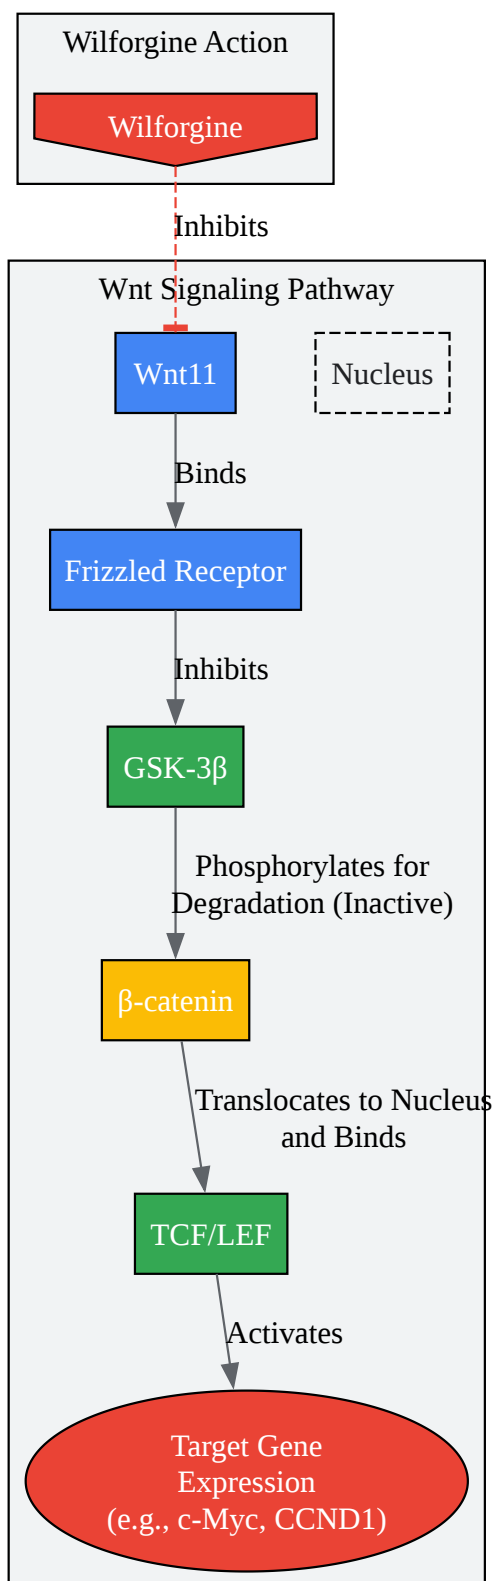 Wilforgine Action
Wilforgine
Inhibits
Wnt Signaling Pathway
Wnt11
Nucleus
Binds
Frizzled Receptor
Inhibits
GSK-3β
Phosphorylates for
Degradation (Inactive)
β-catenin
Translocates to Nucleus
and Binds
TCF/LEF
Activates
Target Gene
Expression
(e.g., c-Myc, CCND1)